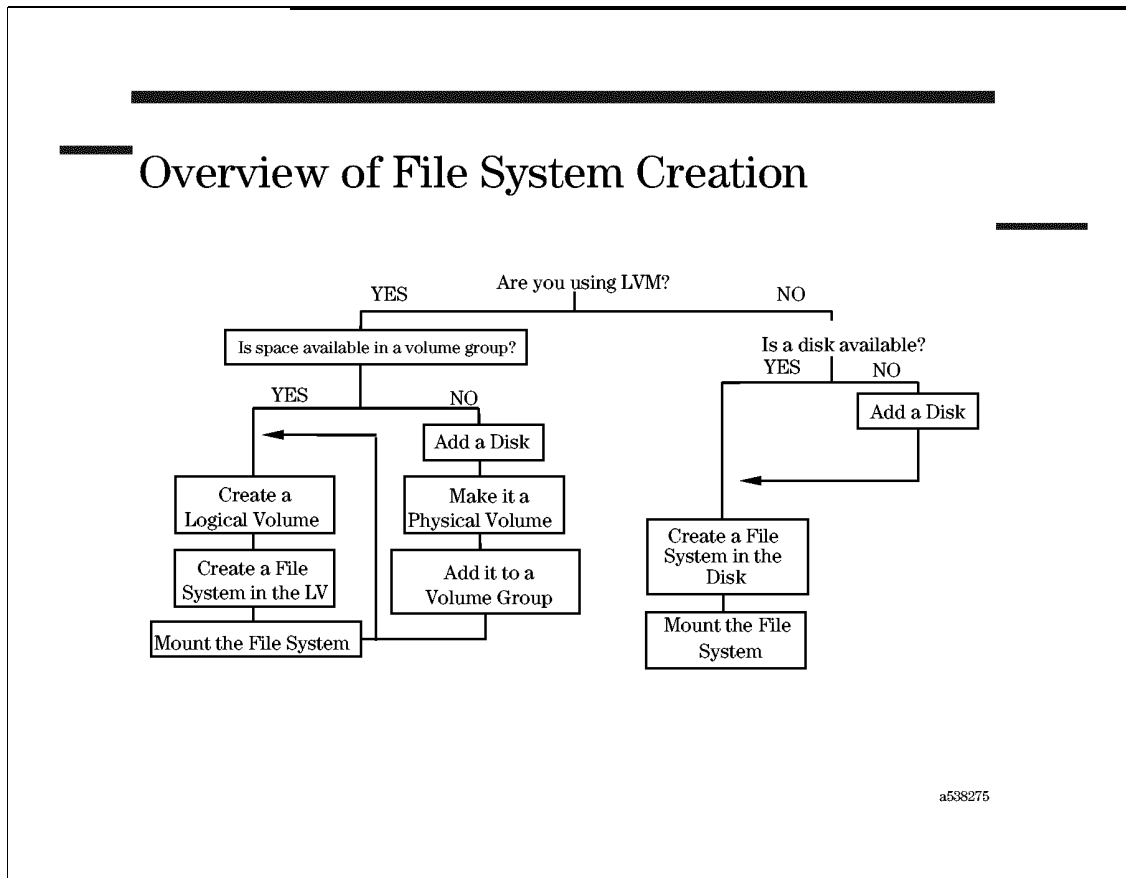 Overview of File System Creation
Are you using LVM?
YES
NO
Is space available in a volume group?
Is a disk available?
YES
NO
YES
NO
Add a Disk
Add a Disk
Create a
Logical Volume
Make it a
Physical Volume
Create a File
System in the LV
Add it to a
Volume Group
Mount the File System
Create a File
System in the
Disk
Mount the File
System
a538275